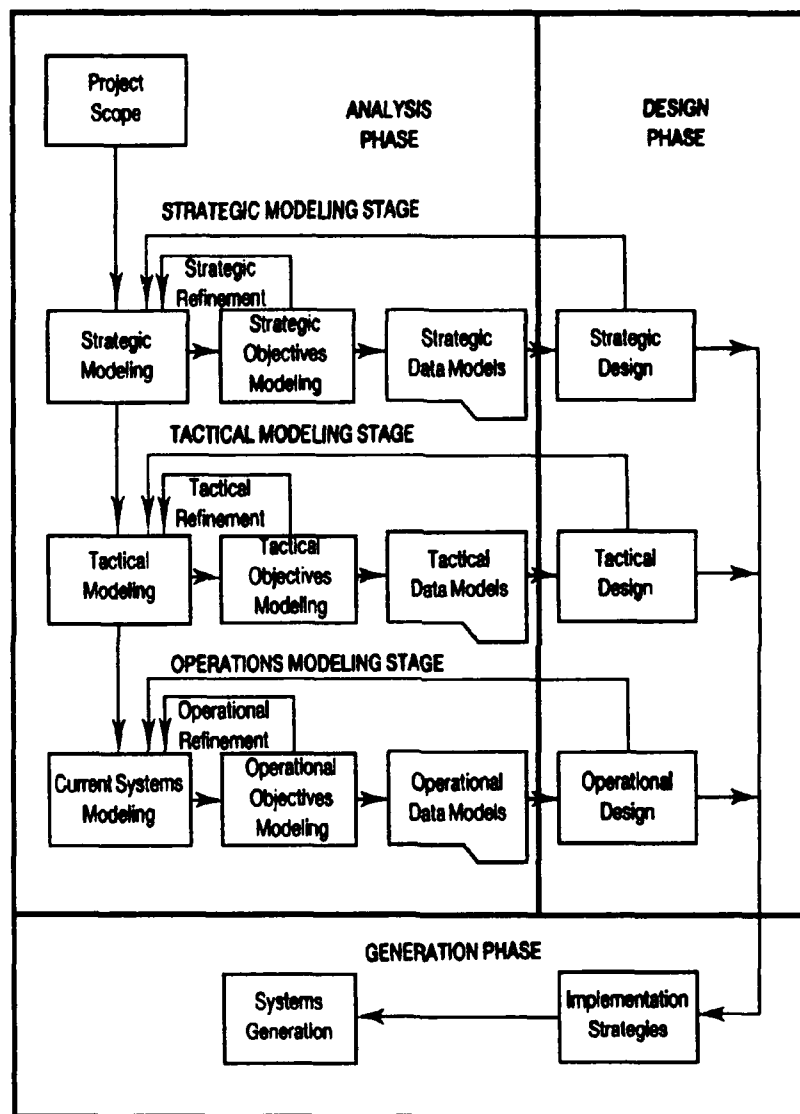 Project
Scope
ANALYSIS
PHASE
DESIGN
PHASE
STRATEGIC MODELING STAGE
Strategic
Refinement
Strategic
Modeling
Strategic
Objectives
Modeling
Strategic
Data Models
Strategic
Design
TACTICAL MODELING STAGE
Tactical
Refinement
Tactical
Modeling
Tactical
Objectives
Modeling
Tactical
Data Models
Tactical
Design
OPERATIONS MODELING STAGE
Operational
Refinement
Current Systems
Modeling
Operational
Objectives
Modeling
Operational
Data Models
Operational
Design
GENERATION PHASE
Systems
Generation
Implementation
Strategies